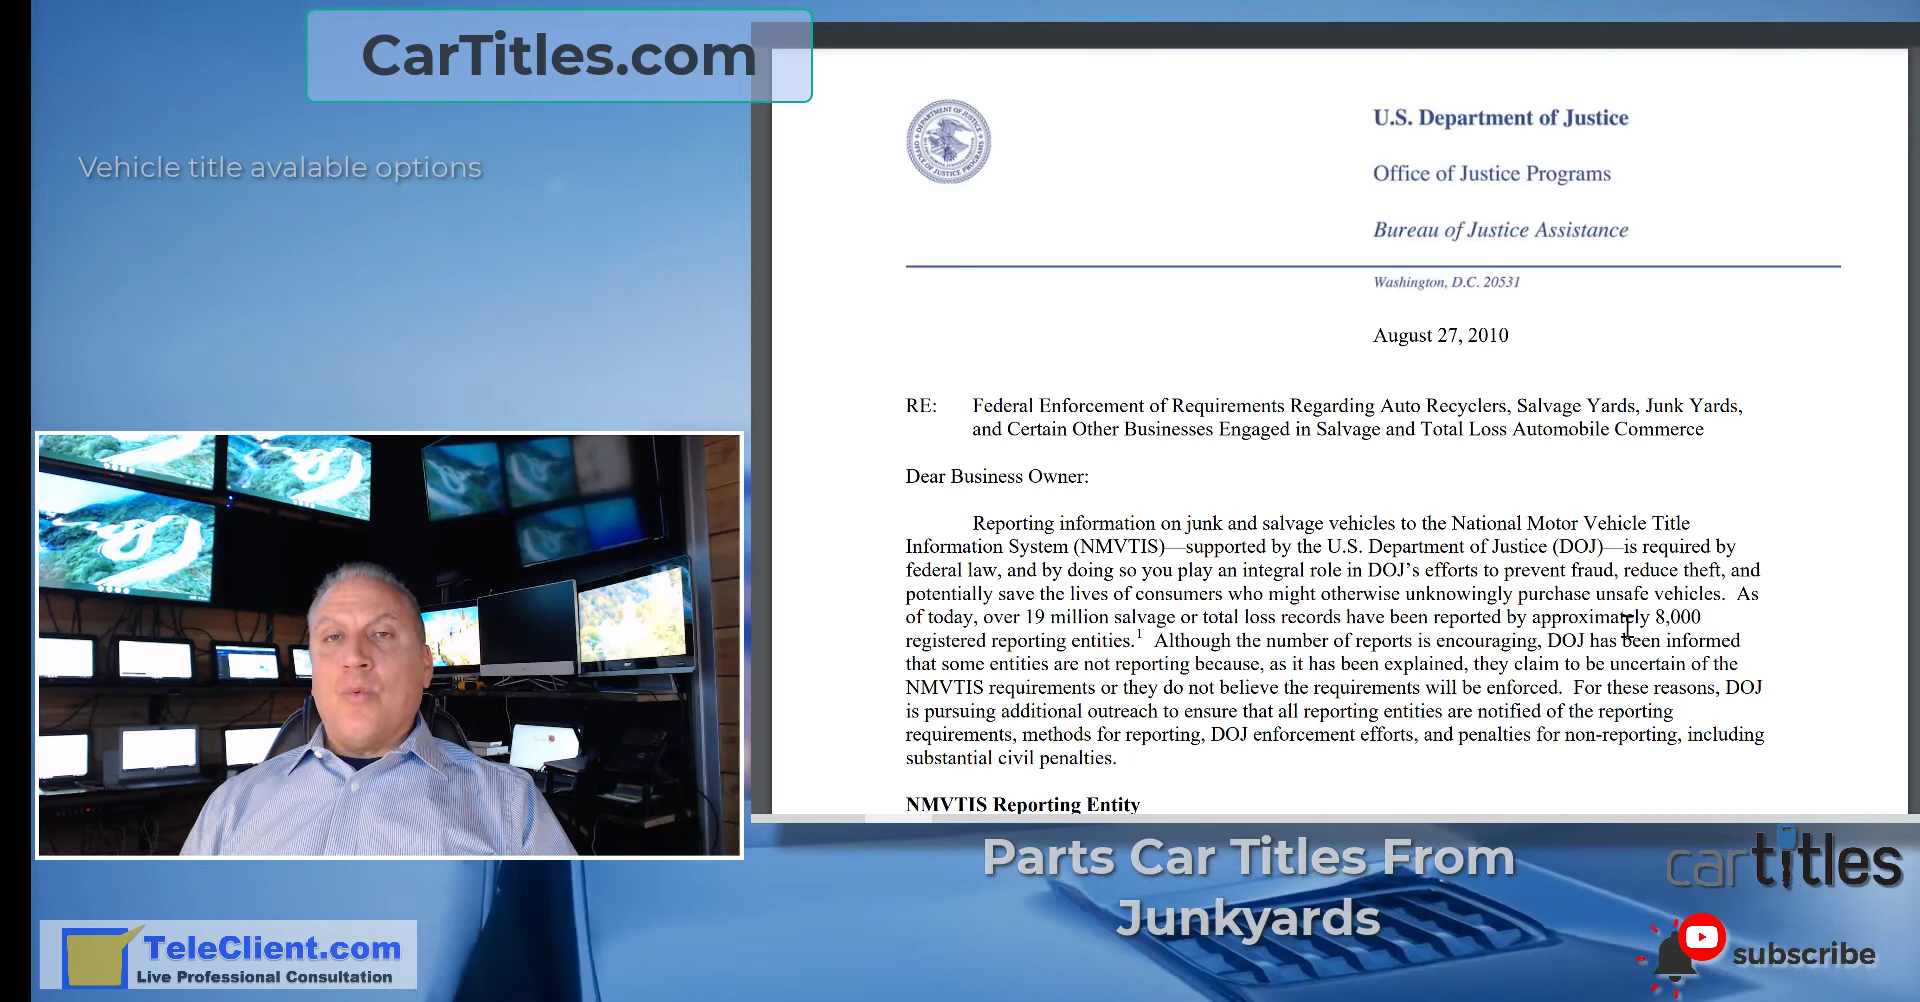 CarTitles.com
Vehicle title avalable options
U.S. Department of Justice
Office of Justice Programs
Bureau of Justice Assistance
Washington, D.C. 20531
August 27, 2010
RE: Federal Enforcement of Requirements Regarding Auto Recyclers, Salvage Yards, Junk Yards,
and Certain Other Businesses Engaged in Salvage and Total Loss Automobile Commerce
Dear Business Owner:
Reporting information on junk and salvage vehicles to the National Motor Vehicle Title
Information System (NMVTIS)—supported by the U.S. Department of Justice (DOJ)—is required by
federal law, and by doing so you play an integral role in DOJ's efforts to prevent fraud, reduce theft, and
potentially save the lives of consumers who might otherwise unknowingly purchase unsafe vehicles. As
of today, over 19 million salvage or total loss records have been reported by approximately 8,000
registered reporting entities.1 Although the number of reports is encouraging, DOJ has been informed
that some entities are not reporting because, as it has been explained, they claim to be uncertain of the
NMVTIS requirements or they do not believe the requirements will be enforced. For these reasons, DOJ
is pursuing additional outreach to ensure that all reporting entities are notified of the reporting
requirements, methods for reporting, DOJ enforcement efforts, and penalties for non-reporting, including
substantial civil penalties.
NMVTIS Reporting Entity
Parts Car Titles From
Junkyards
cartitles
subscribe
TeleClient.com
Live Professional Consultation